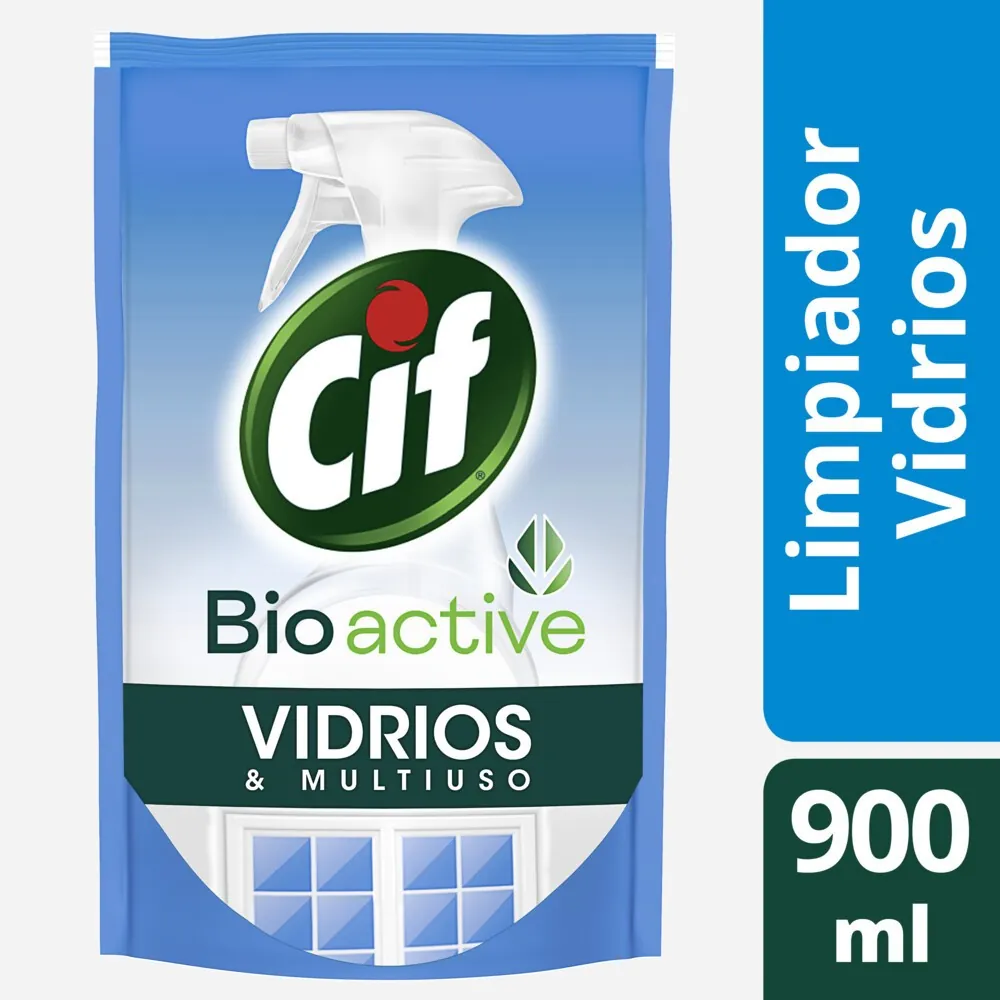 Cif
®
Bio active
VIDRIOS
& MULTIUSO
Limpiador
Vidrios
900
ml